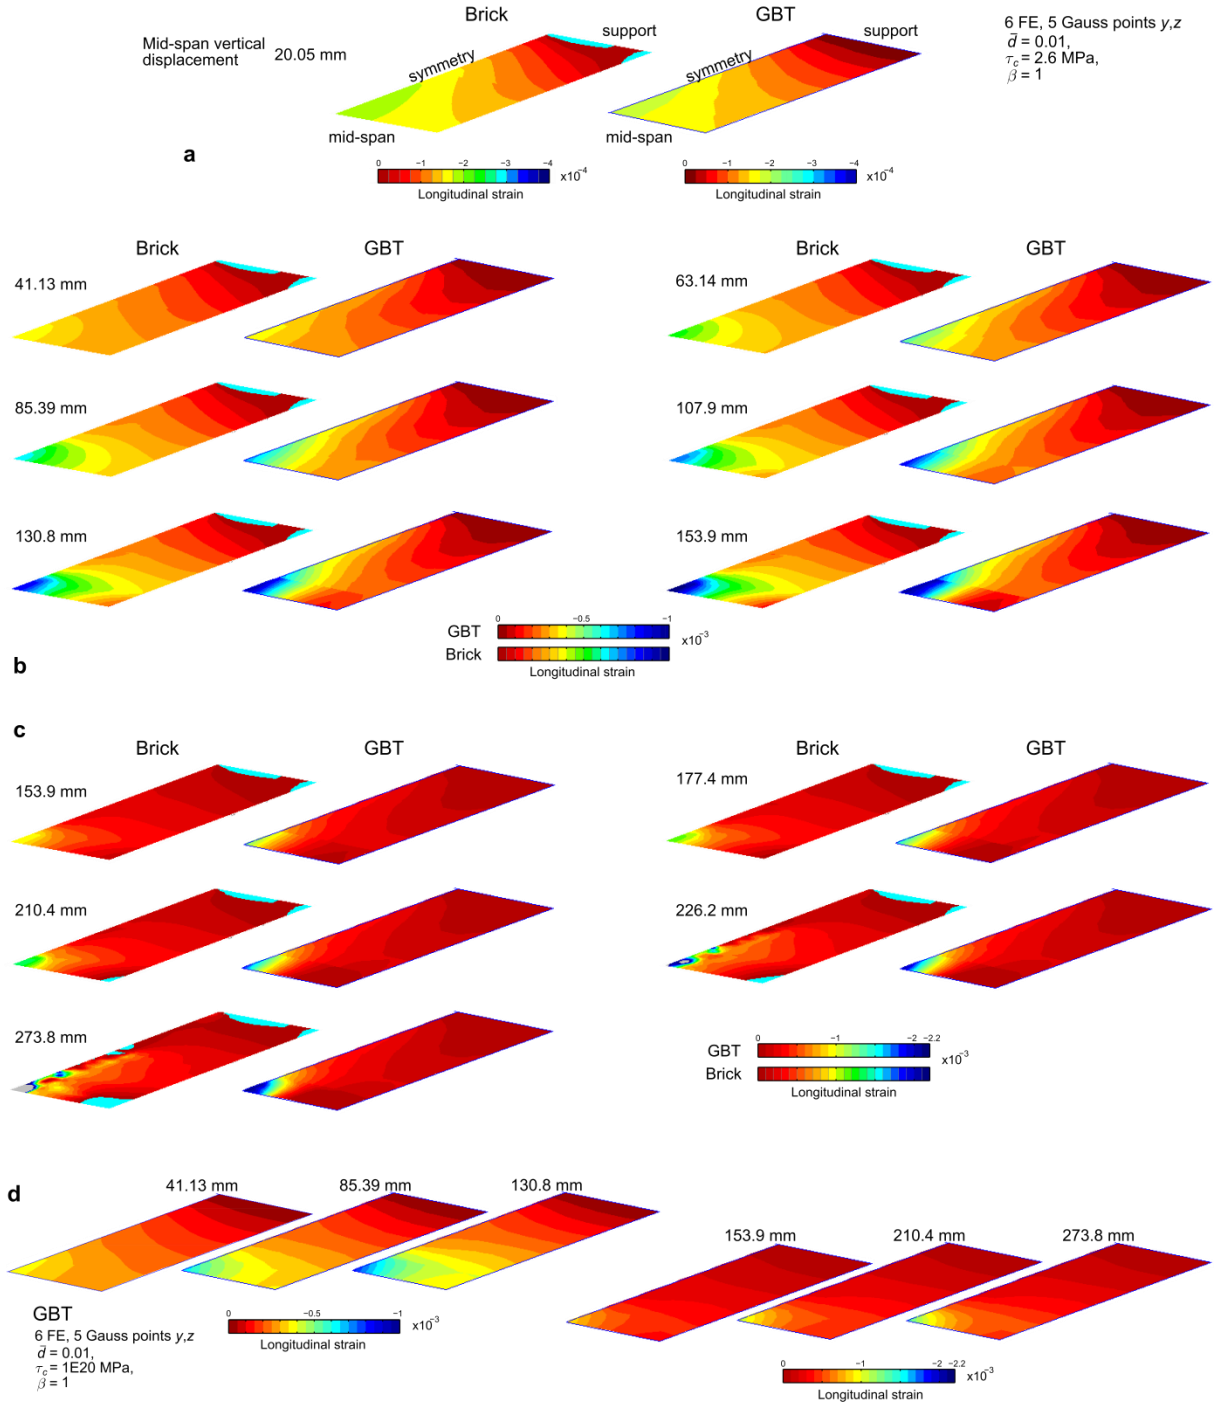 Brick
GBT
Mid-span vertical
displacement
20.05 mm
symmetry
support
symmetry
support
mid-span
mid-span
6 FE, 5 Gauss points y,z
d̄ = 0.01,
τc = 2.6 MPa,
β = 1
a
0 −1 −2 −3 −4
x10−4
Longitudinal strain
0 −1 −2 −3 −4
x10−4
Longitudinal strain
Brick
GBT
Brick
GBT
41.13 mm
63.14 mm
85.39 mm
107.9 mm
130.8 mm
153.9 mm
0 −0.5 −1
GBT
x10−3
Brick
Longitudinal strain
b
c
Brick
GBT
Brick
GBT
153.9 mm
177.4 mm
210.4 mm
226.2 mm
273.8 mm
0 −1 −2 −2.2
GBT
x10−3
Brick
Longitudinal strain
d
41.13 mm
85.39 mm
130.8 mm
153.9 mm
210.4 mm
273.8 mm
GBT
6 FE, 5 Gauss points y,z
d̄ = 0.01,
τc = 1E20 MPa,
β = 1
0 −0.5 −1
x10−3
Longitudinal strain
0 −1 −2 −2.2
x10−3
Longitudinal strain